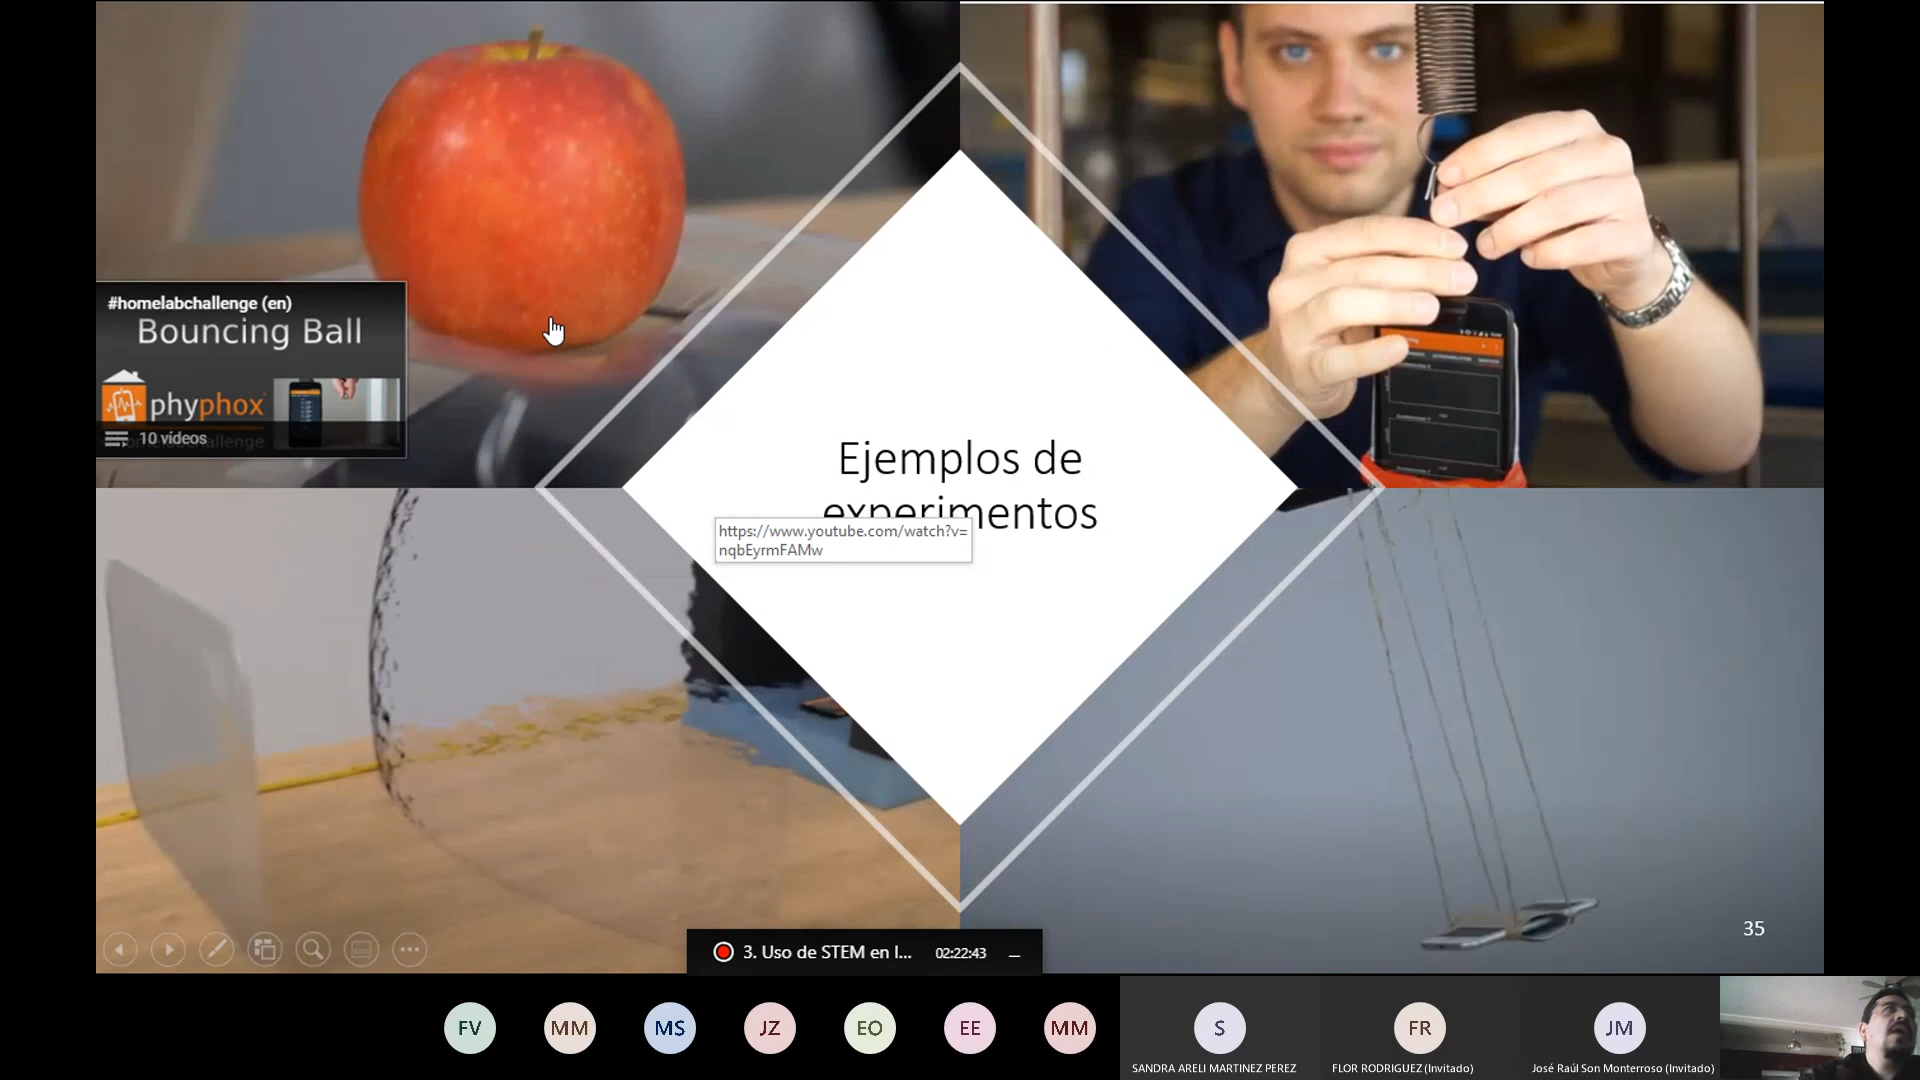 #homelabchallenge (en)
Bouncing Ball
phyphox
10 vídeos
Ejemplos de
experimentos
https://www.youtube.com/watch?v=
nqbEyrmFAMw
35
3. Uso de STEM en l... 02:22:43
FV MM MS JZ EO EE MM S FR JM
SANDRA ARELI MARTINEZ PEREZ FLOR RODRIGUEZ (Invitado) José Raúl Son Monterroso (Invitado)